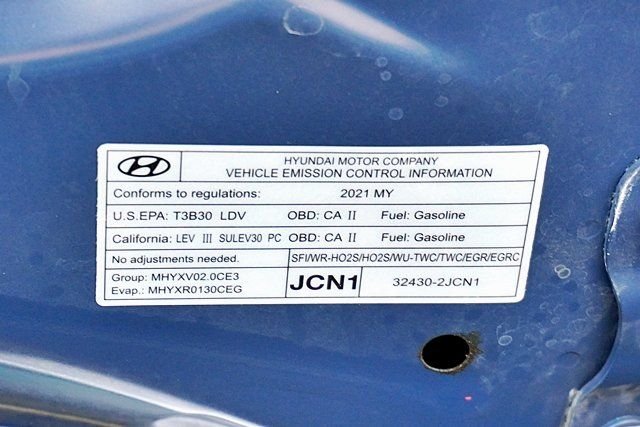 HYUNDAI MOTOR COMPANY
VEHICLE EMISSION CONTROL INFORMATION
Conforms to regulations: 2021 MY
U.S.EPA: T3B30 LDV OBD: CA II Fuel: Gasoline
California: LEV III SULEV30 PC OBD: CA II Fuel: Gasoline
No adjustments needed. SFI/WR-HO2S/HO2S/WU-TWC/TWC/EGR/EGRC
Group: MHYXV02.0CE3
Evap.: MHYXR0130CEG
JCN1 32430-2JCN1